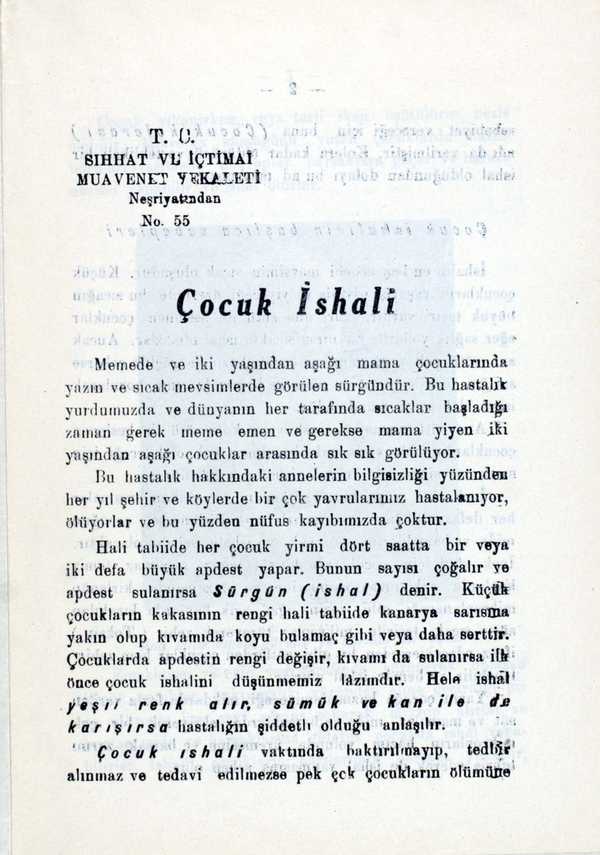 T. C.
SIHHAT VE İÇTİMAİ
MUAVENET VEKALETİ
Neşriyatından
No. 55
Çocuk İshali
Memede ve iki yaşından aşağı mama çocuklarında
yazın ve sıcak mevsimlerde görülen sürgündür. Bu hastalık
yurdumuzda ve dünyanın her tarafında sıcaklar başladığı
zaman gerek meme emen ve gerekse mama yiyen iki
yaşından aşağı çocuklar arasında sık sık görülüyor.
Bu hastalık hakkındaki annelerin bilgisizliği yüzünden
her yıl şehir ve köylerde bir çok yavrularımız hastalanıyor,
ölüyorlar ve bu yüzden nüfus kayıbımızda çoktur.
Hali tabiide her çocuk yirmi dört saatta bir veya
iki defa büyük apdest yapar. Bunun sayısı çoğalır ve
apdest sulanırsa Sürgün (ishal) denir. Küçük
çocukların kakasının rengi hali tabiide kanarya sarısına
yakın olup kıvamıda koyu bulamaç gibi veya daha serttir.
Çocuklarda apdestin rengi değişir, kıvamı da sulanırsa ilk
önce çocuk ishalini düşünmemiz lâzımdır. Hele ishal
yeşil renk alır, sümük ve kan ile de
karışırsa hastalığın şiddetli olduğu anlaşılır.
Çocuk ishali vaktında baktırılmayıp, tedbir
alınmaz ve tedavi edilmezse pek çok çocukların ölümüne